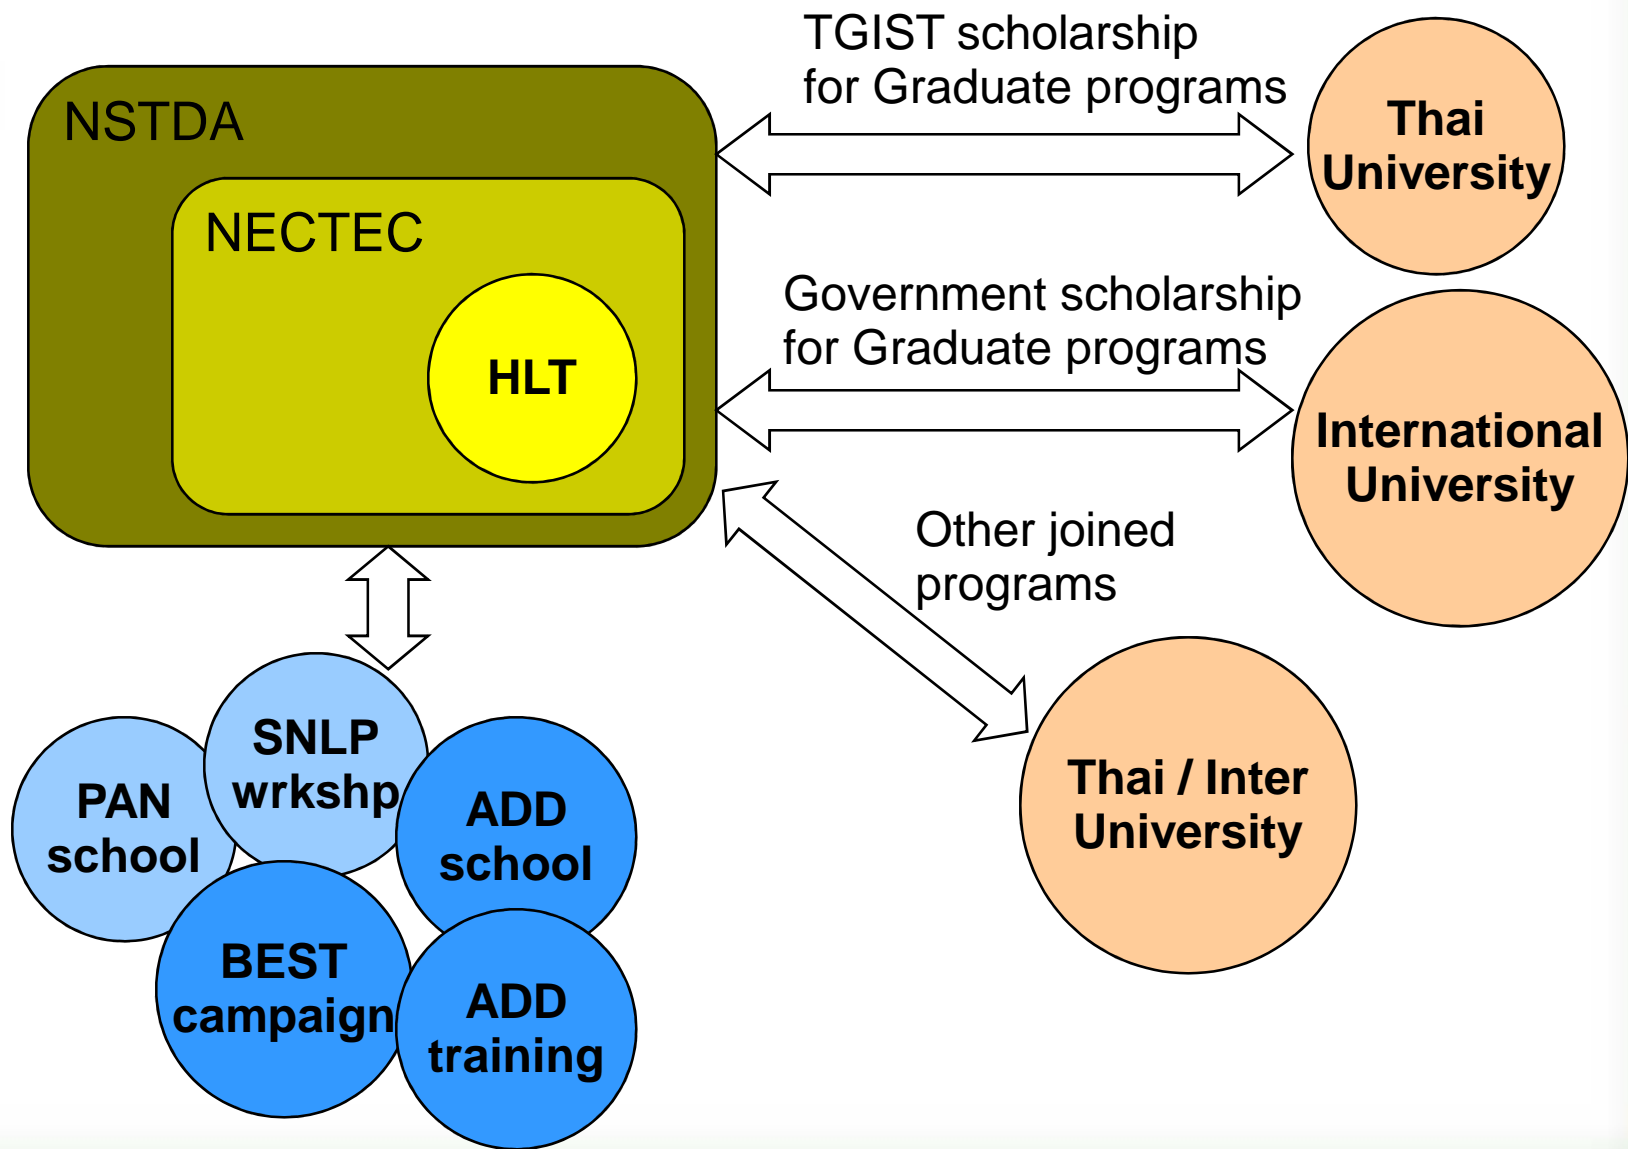 TGIST scholarship
for Graduate programs
Thai
University
NSTDA
NECTEC
HLT
Government scholarship
for Graduate programs
International
University
Other joined
programs
Thai / Inter
University
SNLP
wrkshp
PAN
school
ADD
school
BEST
campaign
ADD
training